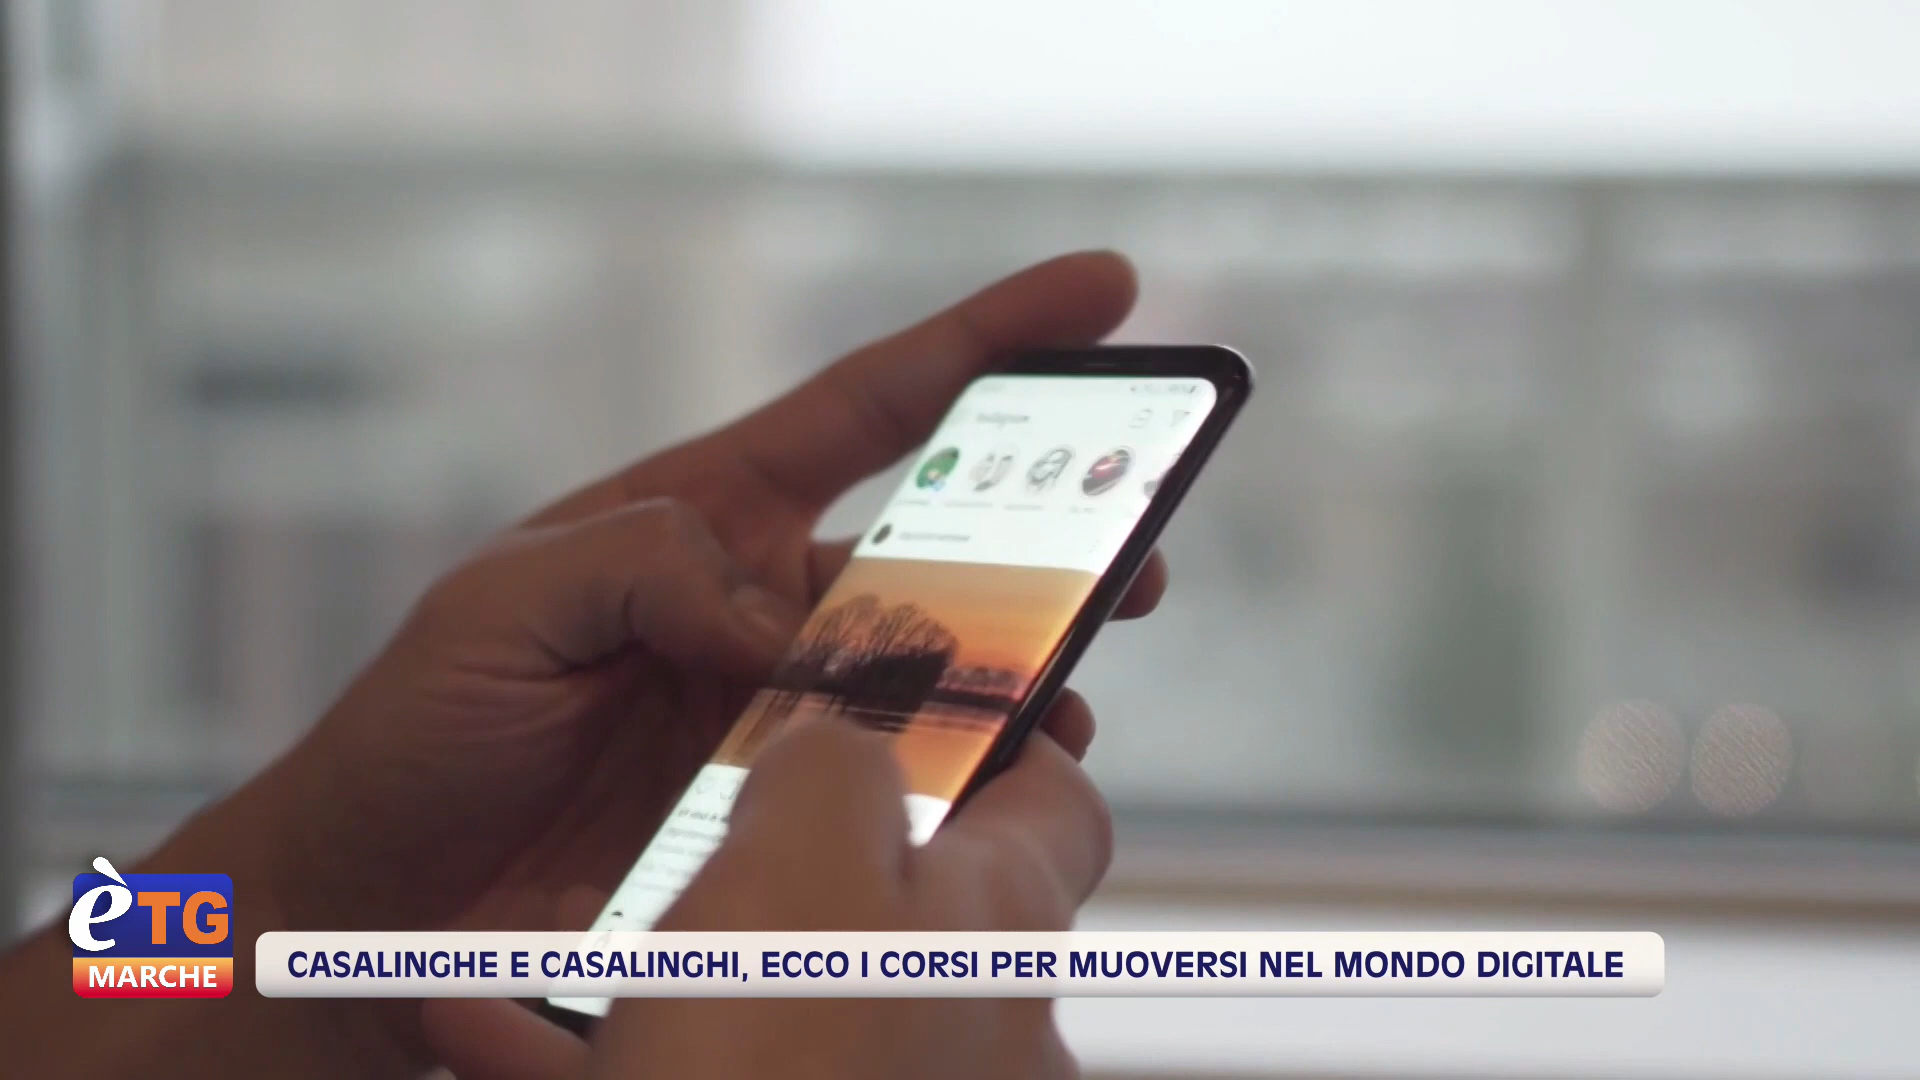 èTG
MARCHE
CASALINGHE E CASALINGHI, ECCO I CORSI PER MUOVERSI NEL MONDO DIGITALE